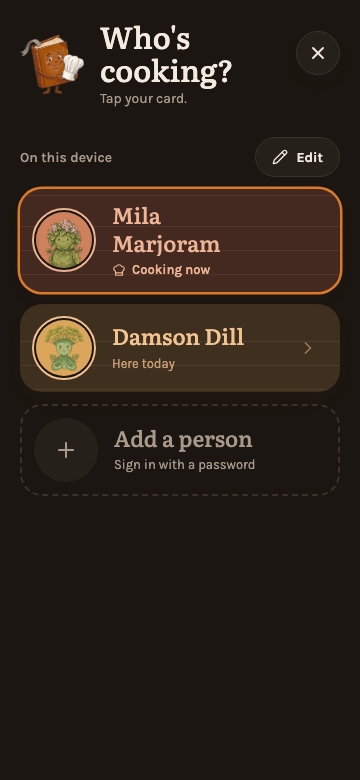 Who's
cooking?
Tap your card.
On this device
Edit
Mila
Marjoram
Cooking now
Damson Dill
Here today
Add a person
Sign in with a password